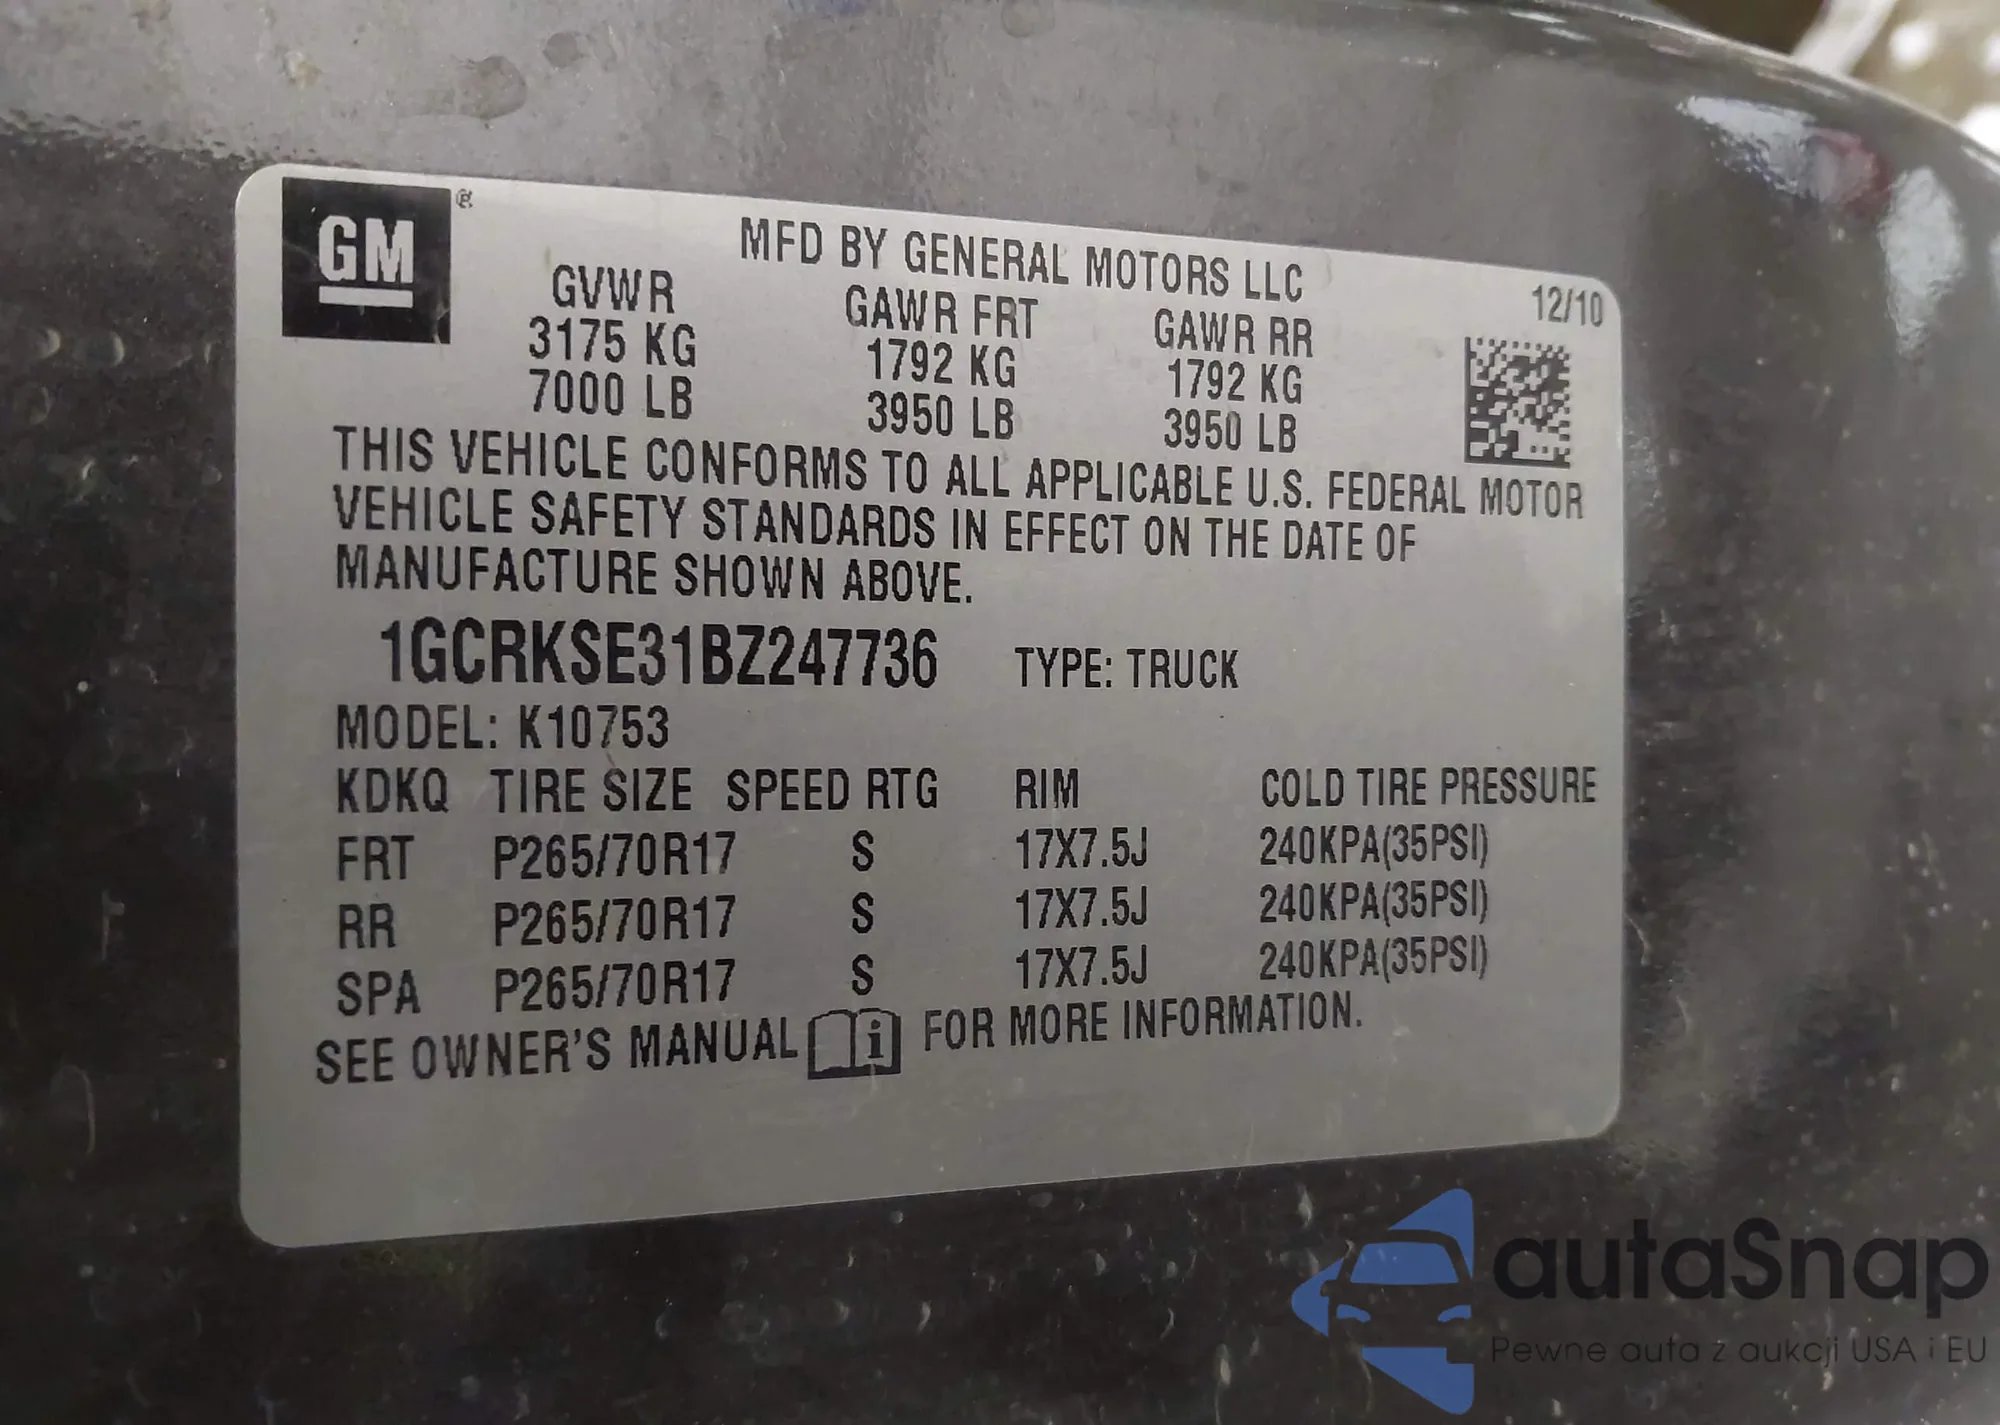 GM ®
MFD BY GENERAL MOTORS LLC
12/10
GVWR GAWR FRT GAWR RR
3175 KG 1792 KG 1792 KG
7000 LB 3950 LB 3950 LB
THIS VEHICLE CONFORMS TO ALL APPLICABLE U.S. FEDERAL MOTOR
VEHICLE SAFETY STANDARDS IN EFFECT ON THE DATE OF
MANUFACTURE SHOWN ABOVE.
1GCRKSE31BZ247736 TYPE: TRUCK
MODEL: K10753
KDKQ TIRE SIZE SPEED RTG RIM COLD TIRE PRESSURE
FRT P265/70R17 S 17X7.5J 240KPA(35PSI)
RR P265/70R17 S 17X7.5J 240KPA(35PSI)
SPA P265/70R17 S 17X7.5J 240KPA(35PSI)
SEE OWNER'S MANUAL i FOR MORE INFORMATION.
autaSnap
Pewne auta z aukcji USA i EU